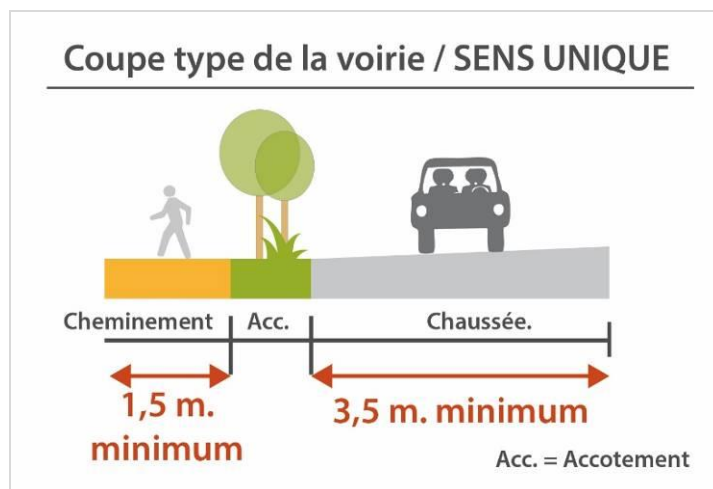 Coupe type de la voirie / SENS UNIQUE
Cheminement
Acc.
Chaussée.
1,5 m.
minimum
3,5 m. minimum
Acc. = Accotement